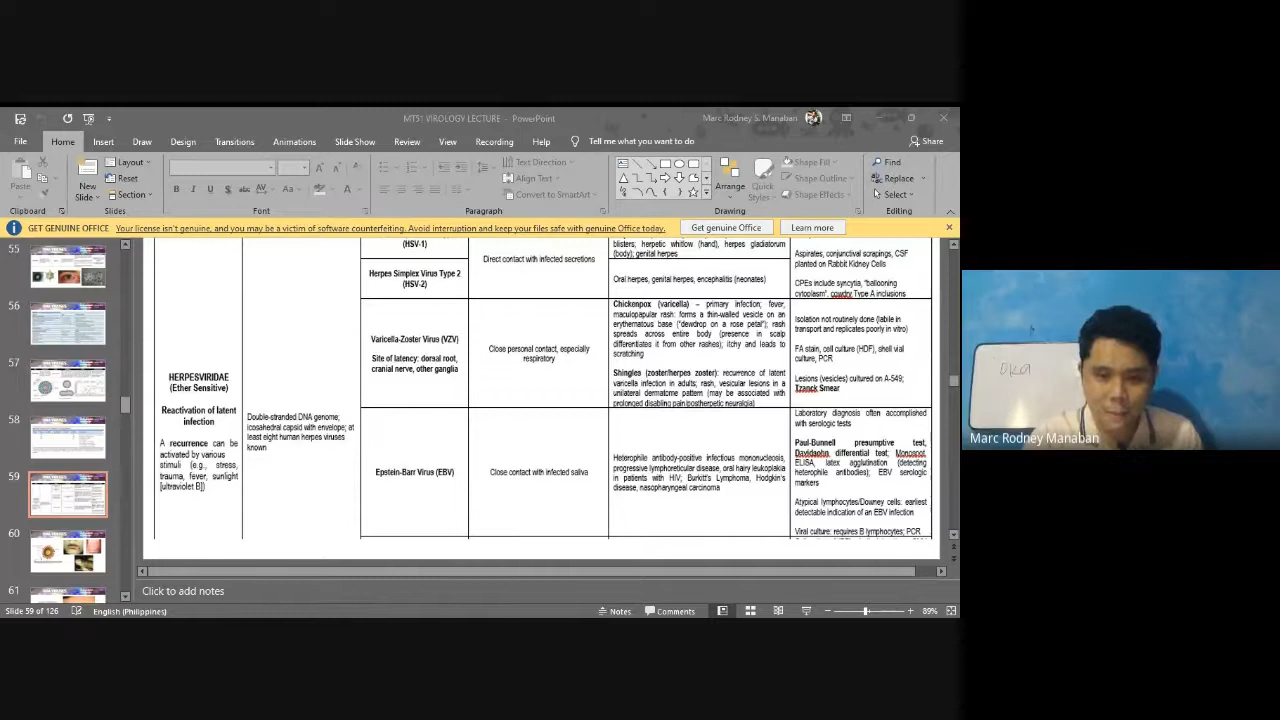 MT51 VIROLOGY LECTURE - PowerPoint
Marc Rodney S. Manaban
File Home Insert Draw Design Transitions Animations Slide Show Review View Recording Help Tell me what you want to do Share
Paste
New
Slide
Layout
Reset
Section
B I U S abc AV Aa A
Text Direction
Align Text
Convert to SmartArt
Arrange
Quick
Styles
Shape Fill
Shape Outline
Shape Effects
Find
Replace
Select
Clipboard Slides Font Paragraph Drawing Editing
GET GENUINE OFFICE Your license isn't genuine, and you may be a victim of software counterfeiting. Avoid interruption and keep your files safe with genuine Office today. Get genuine Office Learn more
55
56
57
58
59
60
61
HERPESVIRIDAE
(Ether Sensitive)
Reactivation of latent
infection
A recurrence can be
activated by various
stimuli (e.g., stress,
trauma, fever, sunlight
[ultraviolet B])
Double-stranded DNA genome;
icosahedral capsid with envelope; at
least eight human herpes viruses
known
(HSV-1)
Direct contact with infected secretions
blisters; herpetic whitlow (hand), herpes gladiatorum
(body); genital herpes
Aspirates, conjunctival scrapings, CSF
planted on Rabbit Kidney Cells
CPEs include syncytia, "ballooning
cytoplasm", cowdry Type A inclusions
Herpes Simplex Virus Type 2
(HSV-2)
Oral herpes, genital herpes, encephalitis (neonates)
Varicella-Zoster Virus (VZV)
Site of latency: dorsal root,
cranial nerve, other ganglia
Close personal contact, especially
respiratory
Chickenpox (varicella) – primary infection; fever,
maculopapular rash: forms a thin-walled vesicle on an
erythematous base ("dewdrop on a rose petal"); rash
spreads across entire body (presence in scalp
differentiates it from other rashes); itchy and leads to
scratching
Shingles (zoster/herpes zoster): recurrence of latent
varicella infection in adults; rash, vesicular lesions in a
unilateral dermatome pattern (may be associated with
prolonged disabling pain/postherpetic neuralgia)
Isolation not routinely done (labile in
transport and replicates poorly in vitro)
FA stain, cell culture (HDF), shell vial
culture, PCR
Lesions (vesicles) cultured on A-549;
Tzanck Smear
Epstein-Barr Virus (EBV)
Close contact with infected saliva
Heterophile antibody-positive infectious mononucleosis,
progressive lymphoreticular disease, oral hairy leukoplakia
in patients with HIV; Burkitt's Lymphoma, Hodgkin's
disease, nasopharyngeal carcinoma
Laboratory diagnosis often accomplished
with serologic tests
Paul-Bunnell presumptive test,
Davidsohn differential test; Monospot,
ELISA, latex agglutination (detecting
heterophile antibodies); EBV serologic
markers
Atypical lymphocytes/Downey cells: earliest
detectable indication of an EBV infection
Viral culture: requires B lymphocytes; PCR
Click to add notes
Slide 59 of 126 English (Philippines) Notes Comments 89%
Oka
Marc Rodney Manaban